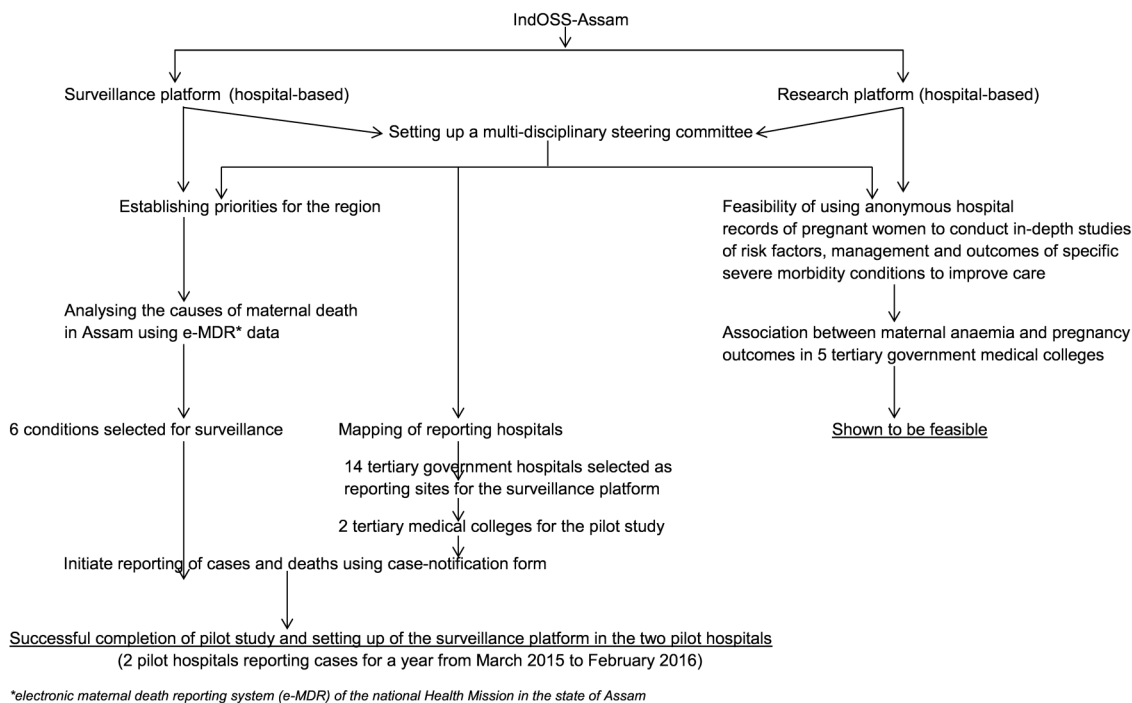 IndOSS-Assam
Surveillance platform (hospital-based)
Research platform (hospital-based)
Setting up a multi-disciplinary steering committee
Establishing priorities for the region
Feasibility of using anonymous hospital
records of pregnant women to conduct in-depth studies
of risk factors, management and outcomes of specific
severe morbidity conditions to improve care
Analysing the causes of maternal death
in Assam using e-MDR* data
Association between maternal anaemia and pregnancy
outcomes in 5 tertiary government medical colleges
6 conditions selected for surveillance
Mapping of reporting hospitals
Shown to be feasible
14 tertiary government hospitals selected as
reporting sites for the surveillance platform
2 tertiary medical colleges for the pilot study
Initiate reporting of cases and deaths using case-notification form
Successful completion of pilot study and setting up of the surveillance platform in the two pilot hospitals
(2 pilot hospitals reporting cases for a year from March 2015 to February 2016)
*electronic maternal death reporting system (e-MDR) of the national Health Mission in the state of Assam